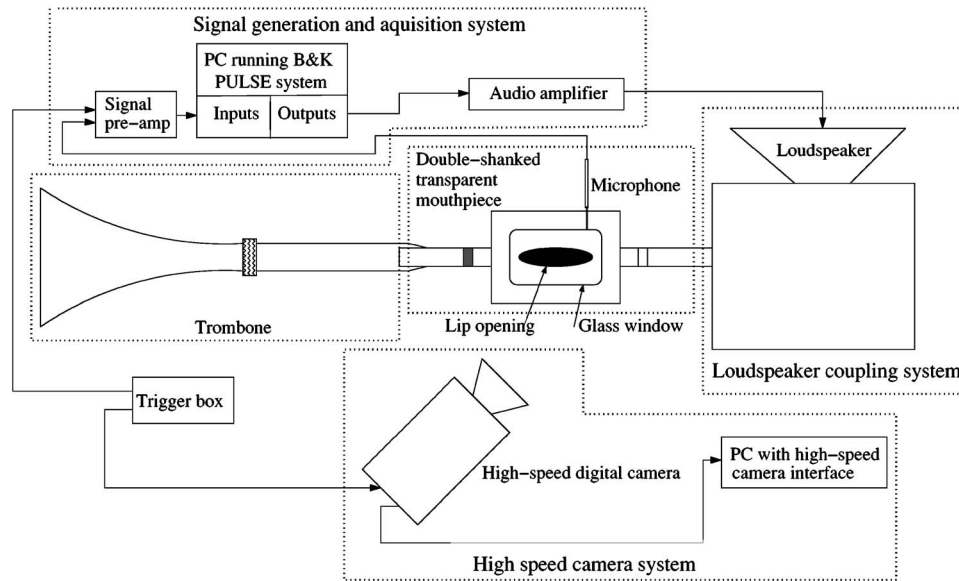 Signal generation and aquisition system
PC running B&K
PULSE system
Signal
pre-amp
Inputs
Outputs
Audio amplifier
Loudspeaker
Double-shanked
transparent
mouthpiece
Microphone
Trombone
Lip opening
Glass window
Loudspeaker coupling system
Trigger box
High-speed digital camera
PC with high-speed
camera interface
High speed camera system